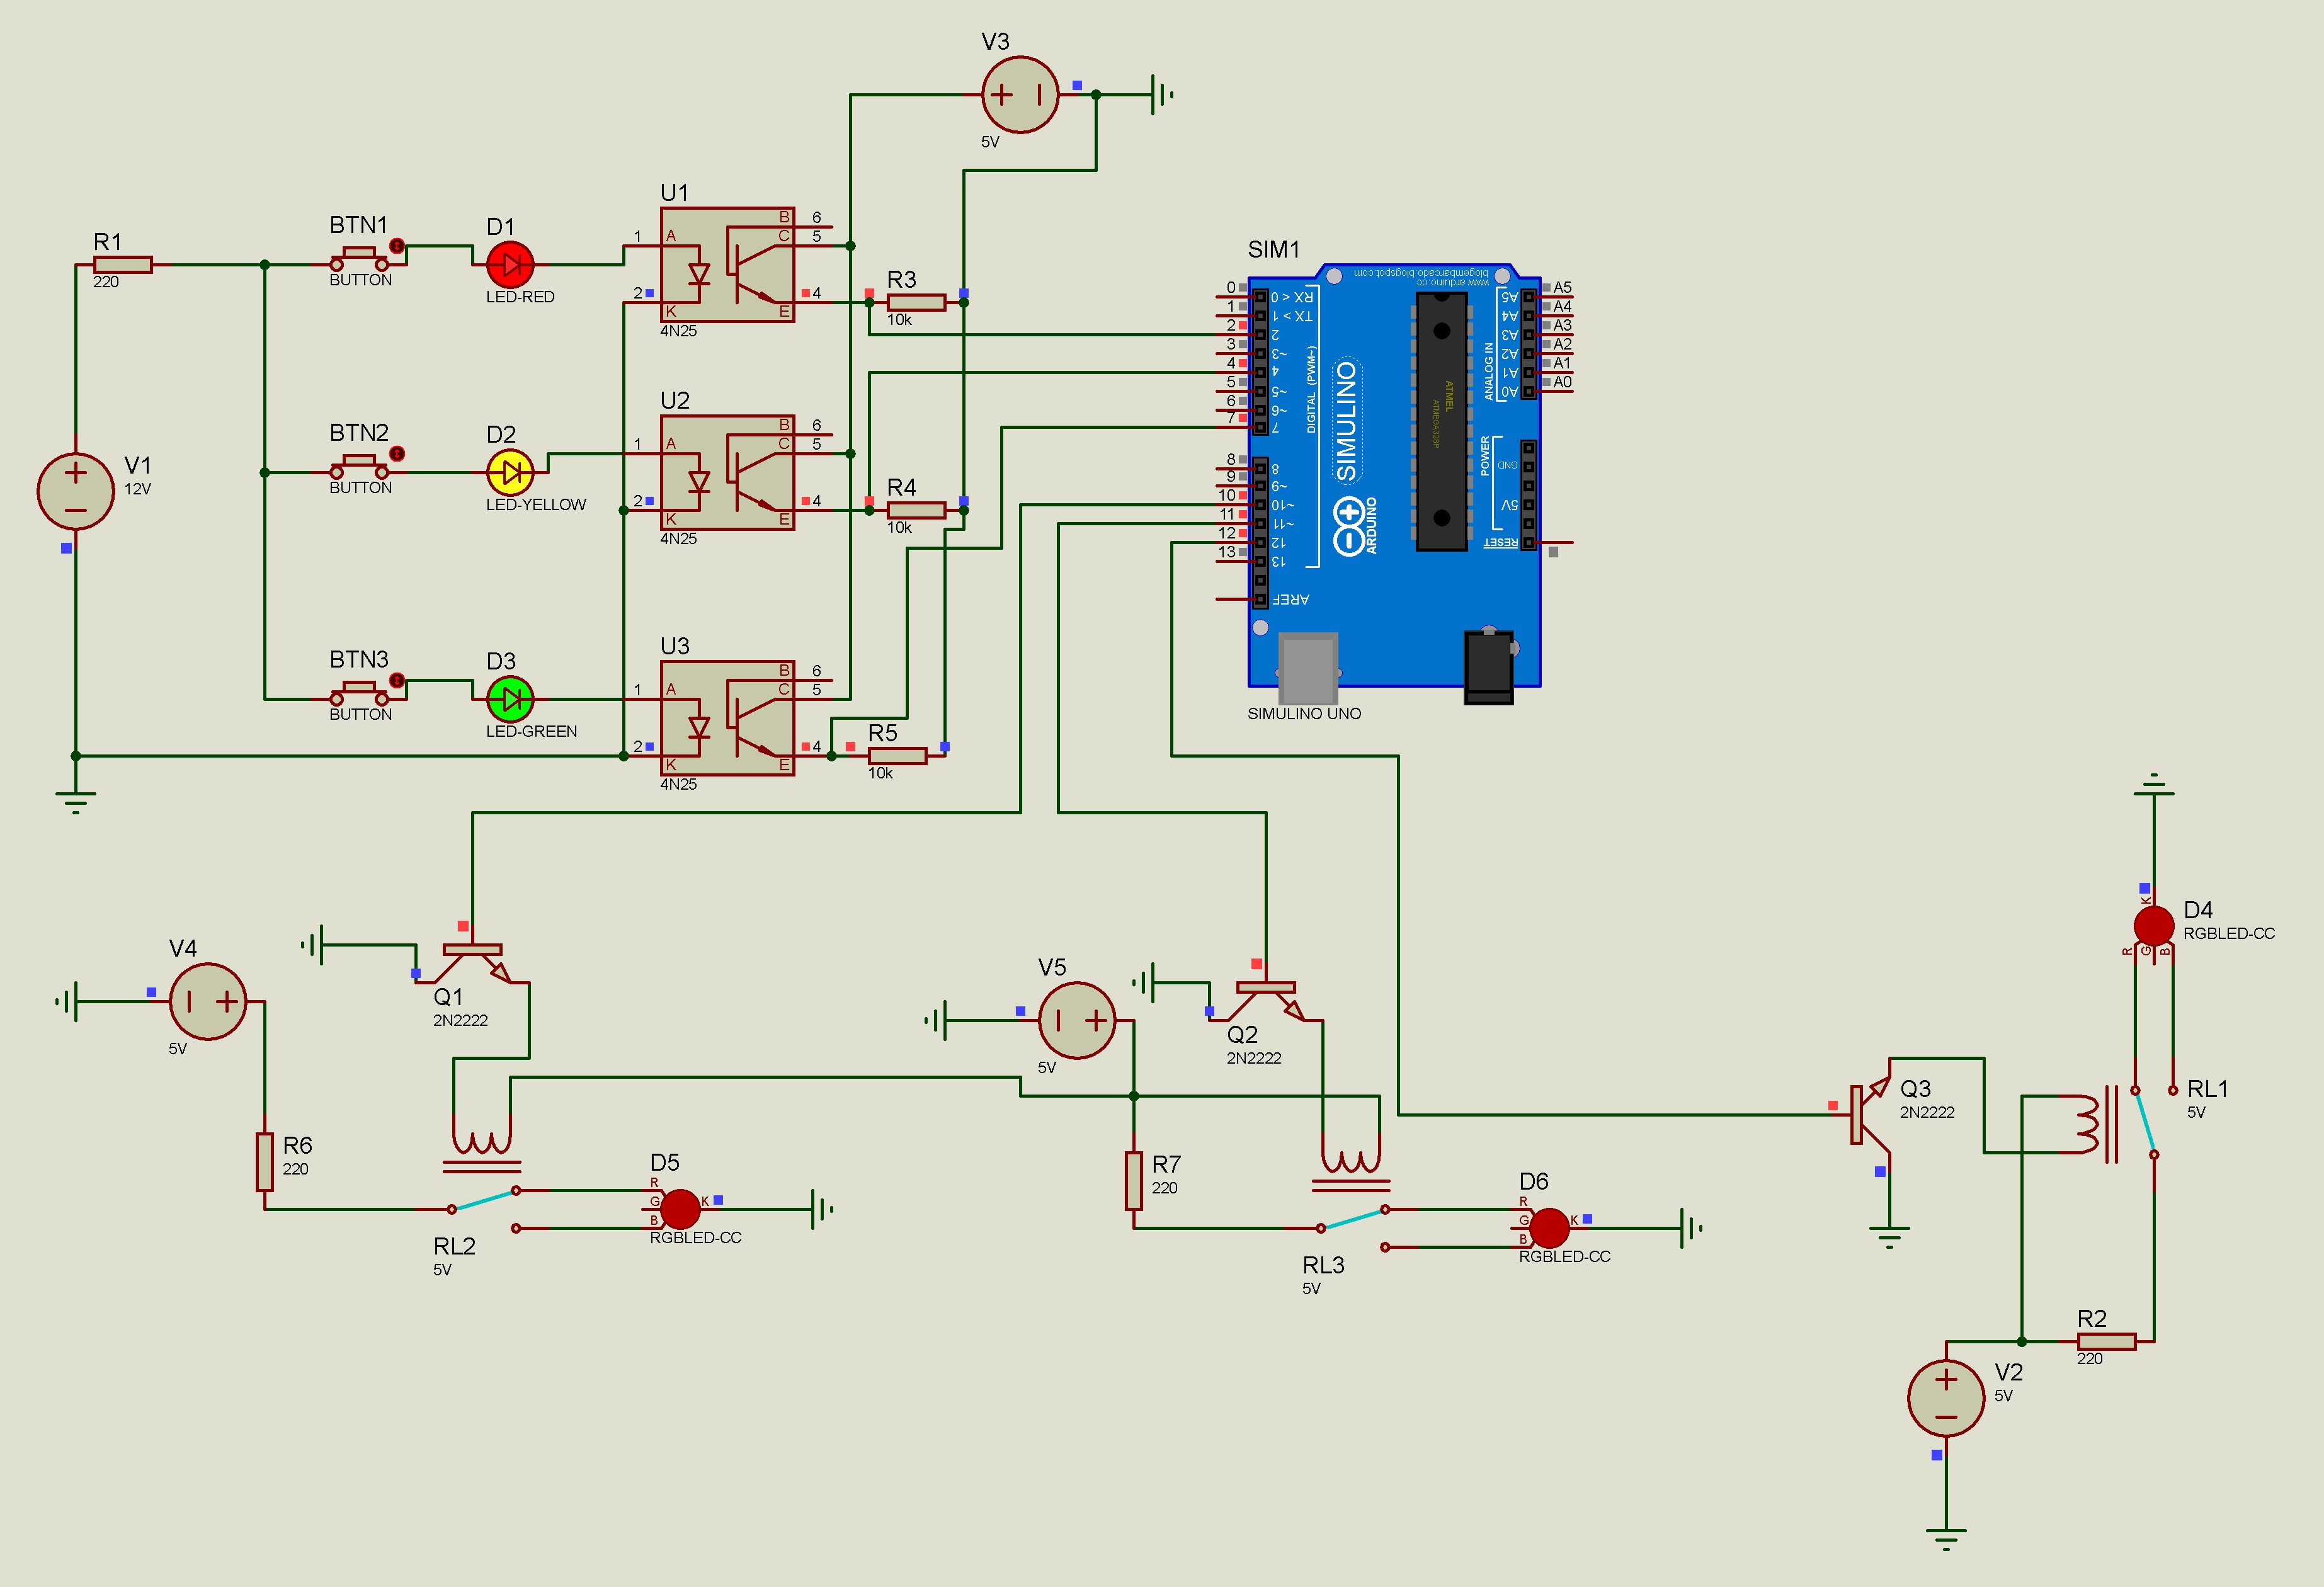 V3
5V
U1
B 6
A
1
C 5
2
4
K
E
4N25
BTN1
BUTTON
D1
LED-RED
R1
220
R3
10k
SIM1
www.arduino.cc
blogembarcado.blogspot.com
0
RX < 0
1
TX > 1
2
2
3
~3
4
4
5
~5
6
~6
7
7
8
8
9
~9
10
~10
11
~11
12
12
13
13
AREF
DIGITAL (PWM~)
SIMULINO
ARDUINO
ATMEL
ATMEGA328P
ANALOG IN
A5
A5
A4
A4
A3
A3
A2
A2
A1
A1
A0
A0
POWER
GND
5V
RESET
SIMULINO UNO
U2
B 6
A
1
C 5
2
4
K
E
4N25
BTN2
BUTTON
D2
LED-YELLOW
R4
10k
V1
12V
U3
B 6
A
1
C 5
2
4
K
E
4N25
BTN3
BUTTON
D3
LED-GREEN
R5
10k
V4
5V
Q1
2N2222
R6
220
RL2
5V
D5
R
G
B
K
RGBLED-CC
V5
5V
Q2
2N2222
R7
220
RL3
5V
D6
R
G
B
K
RGBLED-CC
Q3
2N2222
K
D4
RGBLED-CC
R
G
B
RL1
5V
R2
220
V2
5V